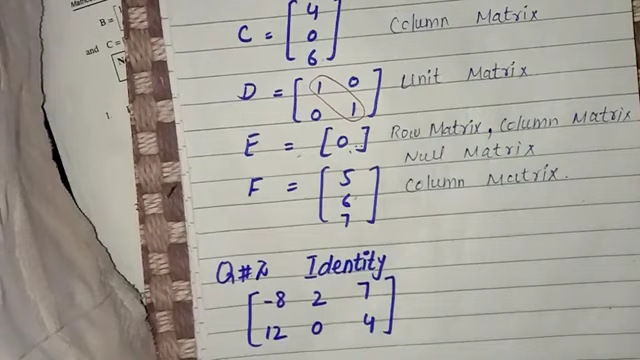 B =
and C =
1.
C = [4 Column Matrix
0
6]
D = [1 0 Unit Matrix
0 1]
E = [0] Row Matrix, Column Matrix
Null Matrix
F = [5 Column Matrix.
6
7]
Q#2 Identity
[-8 2 7
12 0 4]